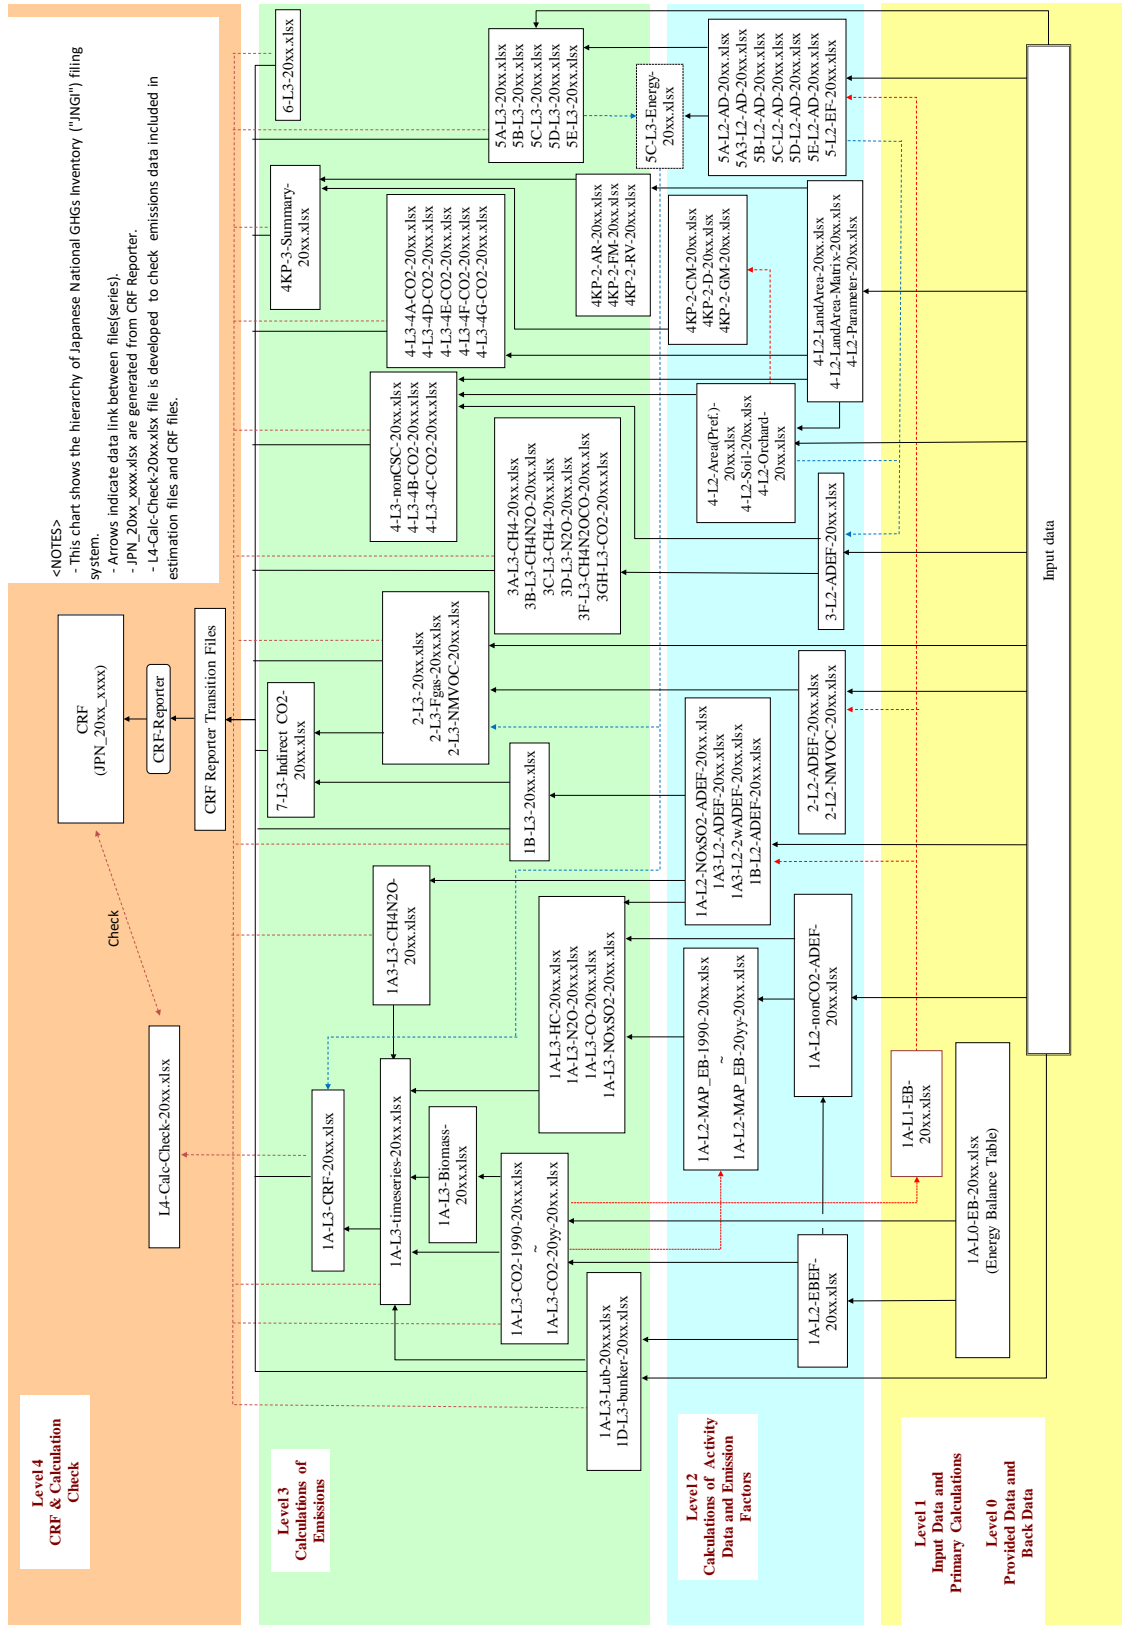 Level 4
CRF & Calculation
Check
L4-Calc-Check-20xx.xlsx
Check
CRF
(JPN_20xx_xxxx)
CRF-Reporter
CRF Reporter Transition Files
<NOTES>
- This chart shows the hierarchy of Japanese National GHGs Inventory ("JNGI") filing
system.
- Arrows indicate data link between files(series).
- JPN_20xx_xxxx.xlsx are generated from CRF Reporter.
- L4-Calc-Check-20xx.xlsx file is developed to check emissions data included in
estimation files and CRF files.
Level 3
Calculations of
Emissions
1A-L3-Lub-20xx.xlsx
1D-L3-bunker-20xx.xlsx
1A-L3-CRF-20xx.xlsx
1A-L3-timeseries-20xx.xlsx
1A-L3-Biomass-
20xx.xlsx
1A-L3-CO2-1990-20xx.xlsx
~
1A-L3-CO2-20yy-20xx.xlsx
1A3-L3-CH4N2O-
20xx.xlsx
1A-L3-HC-20xx.xlsx
1A-L3-N2O-20xx.xlsx
1A-L3-CO-20xx.xlsx
1A-L3-NOxSO2-20xx.xlsx
7-L3-Indirect CO2-
20xx.xlsx
1B-L3-20xx.xlsx
2-L3-20xx.xlsx
2-L3-Fgas-20xx.xlsx
2-L3-NMVOC-20xx.xlsx
3A-L3-CH4-20xx.xlsx
3B-L3-CH4N2O-20xx.xlsx
3C-L3-CH4-20xx.xlsx
3D-L3-N2O-20xx.xlsx
3F-L3-CH4N2OCO-20xx.xlsx
3GH-L3-CO2-20xx.xlsx
4-L3-nonCSC-20xx.xlsx
4-L3-4B-CO2-20xx.xlsx
4-L3-4C-CO2-20xx.xlsx
4-L3-4A-CO2-20xx.xlsx
4-L3-4D-CO2-20xx.xlsx
4-L3-4E-CO2-20xx.xlsx
4-L3-4F-CO2-20xx.xlsx
4-L3-4G-CO2-20xx.xlsx
4KP-3-Summary-
20xx.xlsx
4KP-2-AR-20xx.xlsx
4KP-2-FM-20xx.xlsx
4KP-2-RV-20xx.xlsx
6-L3-20xx.xlsx
5A-L3-20xx.xlsx
5B-L3-20xx.xlsx
5C-L3-20xx.xlsx
5D-L3-20xx.xlsx
5E-L3-20xx.xlsx
5C-L3-Energy-
20xx.xlsx
Level 2
Calculations of Activity
Data and Emission
Factors
1A-L2-EBEF-
20xx.xlsx
1A-L2-MAP_EB-1990-20xx.xlsx
~
1A-L2-MAP_EB-20yy-20xx.xlsx
1A-L2-nonCO2-ADEF-
20xx.xlsx
1A-L2-NOxSO2-ADEF-20xx.xlsx
1A3-L2-ADEF-20xx.xlsx
1A3-L2-2wADEF-20xx.xlsx
1B-L2-ADEF-20xx.xlsx
2-L2-ADEF-20xx.xlsx
2-L2-NMVOC-20xx.xlsx
3-L2-ADEF-20xx.xlsx
4-L2-Area(Pref.)-
20xx.xlsx
4-L2-Soil-20xx.xlsx
4-L2-Orchard-
20xx.xlsx
4KP-2-CM-20xx.xlsx
4KP-2-D-20xx.xlsx
4KP-2-GM-20xx.xlsx
4-L2-LandArea-20xx.xlsx
4-L2-LandArea-Matrix-20xx.xlsx
4-L2-Parameter-20xx.xlsx
5A-L2-AD-20xx.xlsx
5A3-L2-AD-20xx.xlsx
5B-L2-AD-20xx.xlsx
5C-L2-AD-20xx.xlsx
5D-L2-AD-20xx.xlsx
5E-L2-AD-20xx.xlsx
5-L2-EF-20xx.xlsx
Level 1
Input Data and
Primary Calculations
Level 0
Provided Data and
Back Data
1A-L1-EB-
20xx.xlsx
1A-L0-EB-20xx.xlsx
(Energy Balance Table)
Input data